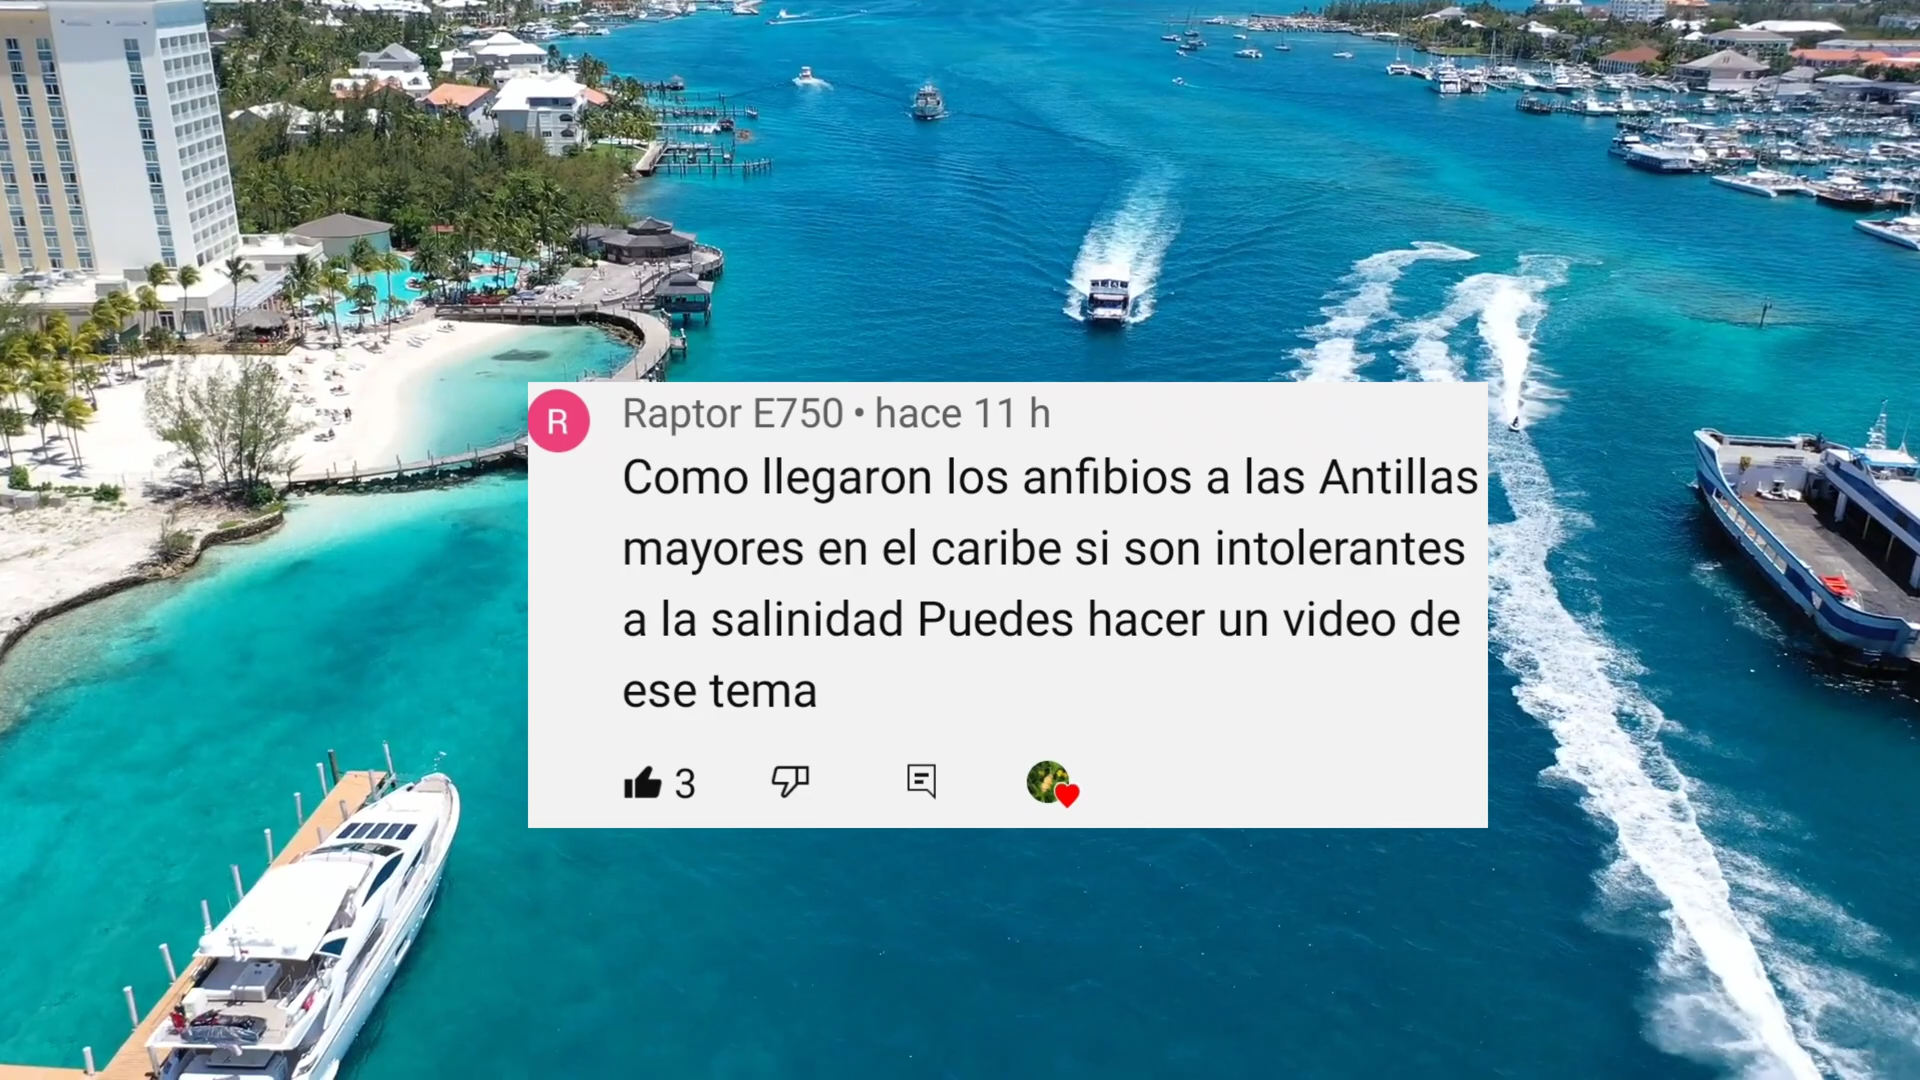 R
Raptor E750 • hace 11 h
Como llegaron los anfibios a las Antillas
mayores en el caribe si son intolerantes
a la salinidad Puedes hacer un video de
ese tema
3